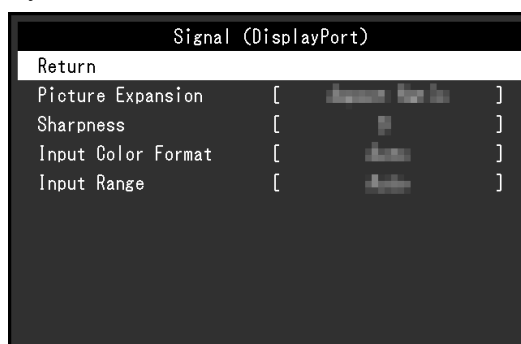 Signal (DisplayPort)
Return
Picture Expansion [ ]
Sharpness [ ]
Input Color Format [ ]
Input Range [ ]